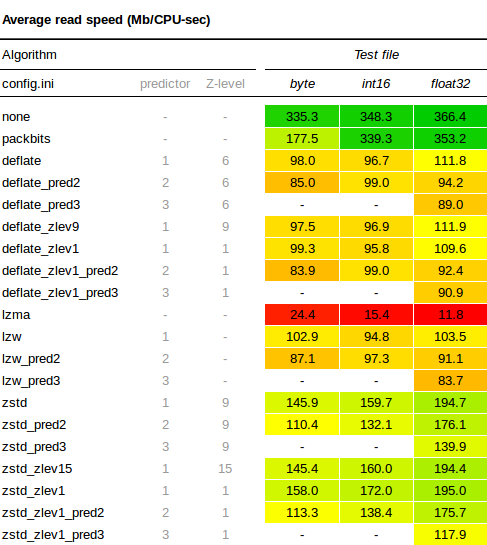 Average read speed (Mb/CPU-sec)
Algorithm Test file
config.ini predictor Z-level byte int16 float32
none - - 335.3 348.3 366.4
packbits - - 177.5 339.3 353.2
deflate 1 6 98.0 96.7 111.8
deflate_pred2 2 6 85.0 99.0 94.2
deflate_pred3 3 6 - - 89.0
deflate_zlev9 1 9 97.5 96.9 111.9
deflate_zlev1 1 1 99.3 95.8 109.6
deflate_zlev1_pred2 2 1 83.9 99.0 92.4
deflate_zlev1_pred3 3 1 - - 90.9
lzma - - 24.4 15.4 11.8
lzw 1 - 102.9 94.8 103.5
lzw_pred2 2 - 87.1 97.3 91.1
lzw_pred3 3 - - - 83.7
zstd 1 9 145.9 159.7 194.7
zstd_pred2 2 9 110.4 132.1 176.1
zstd_pred3 3 9 - - 139.9
zstd_zlev15 1 15 145.4 160.0 194.4
zstd_zlev1 1 1 158.0 172.0 195.0
zstd_zlev1_pred2 2 1 113.3 138.4 175.7
zstd_zlev1_pred3 3 1 - - 117.9